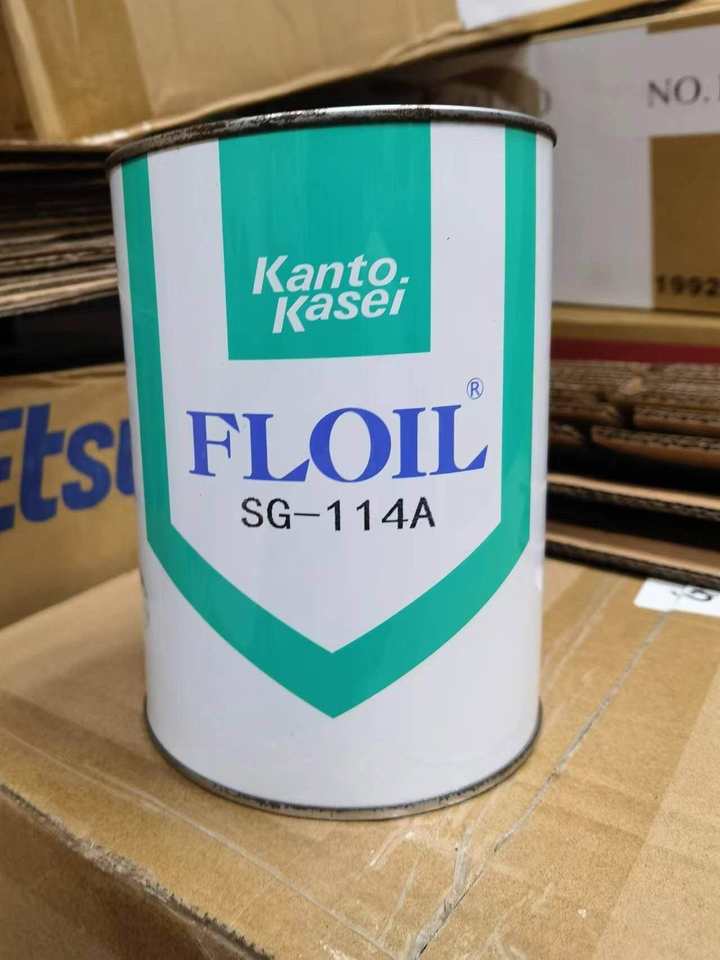 NO.
1992
Kanto
Kasei
FLOIL®
SG-114A
Etsu